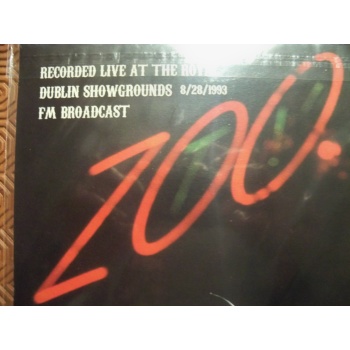 RECORDED LIVE AT THE
DUBLIN SHOWGROUNDS 8/28/1993
FM BROADCAST
ZOO